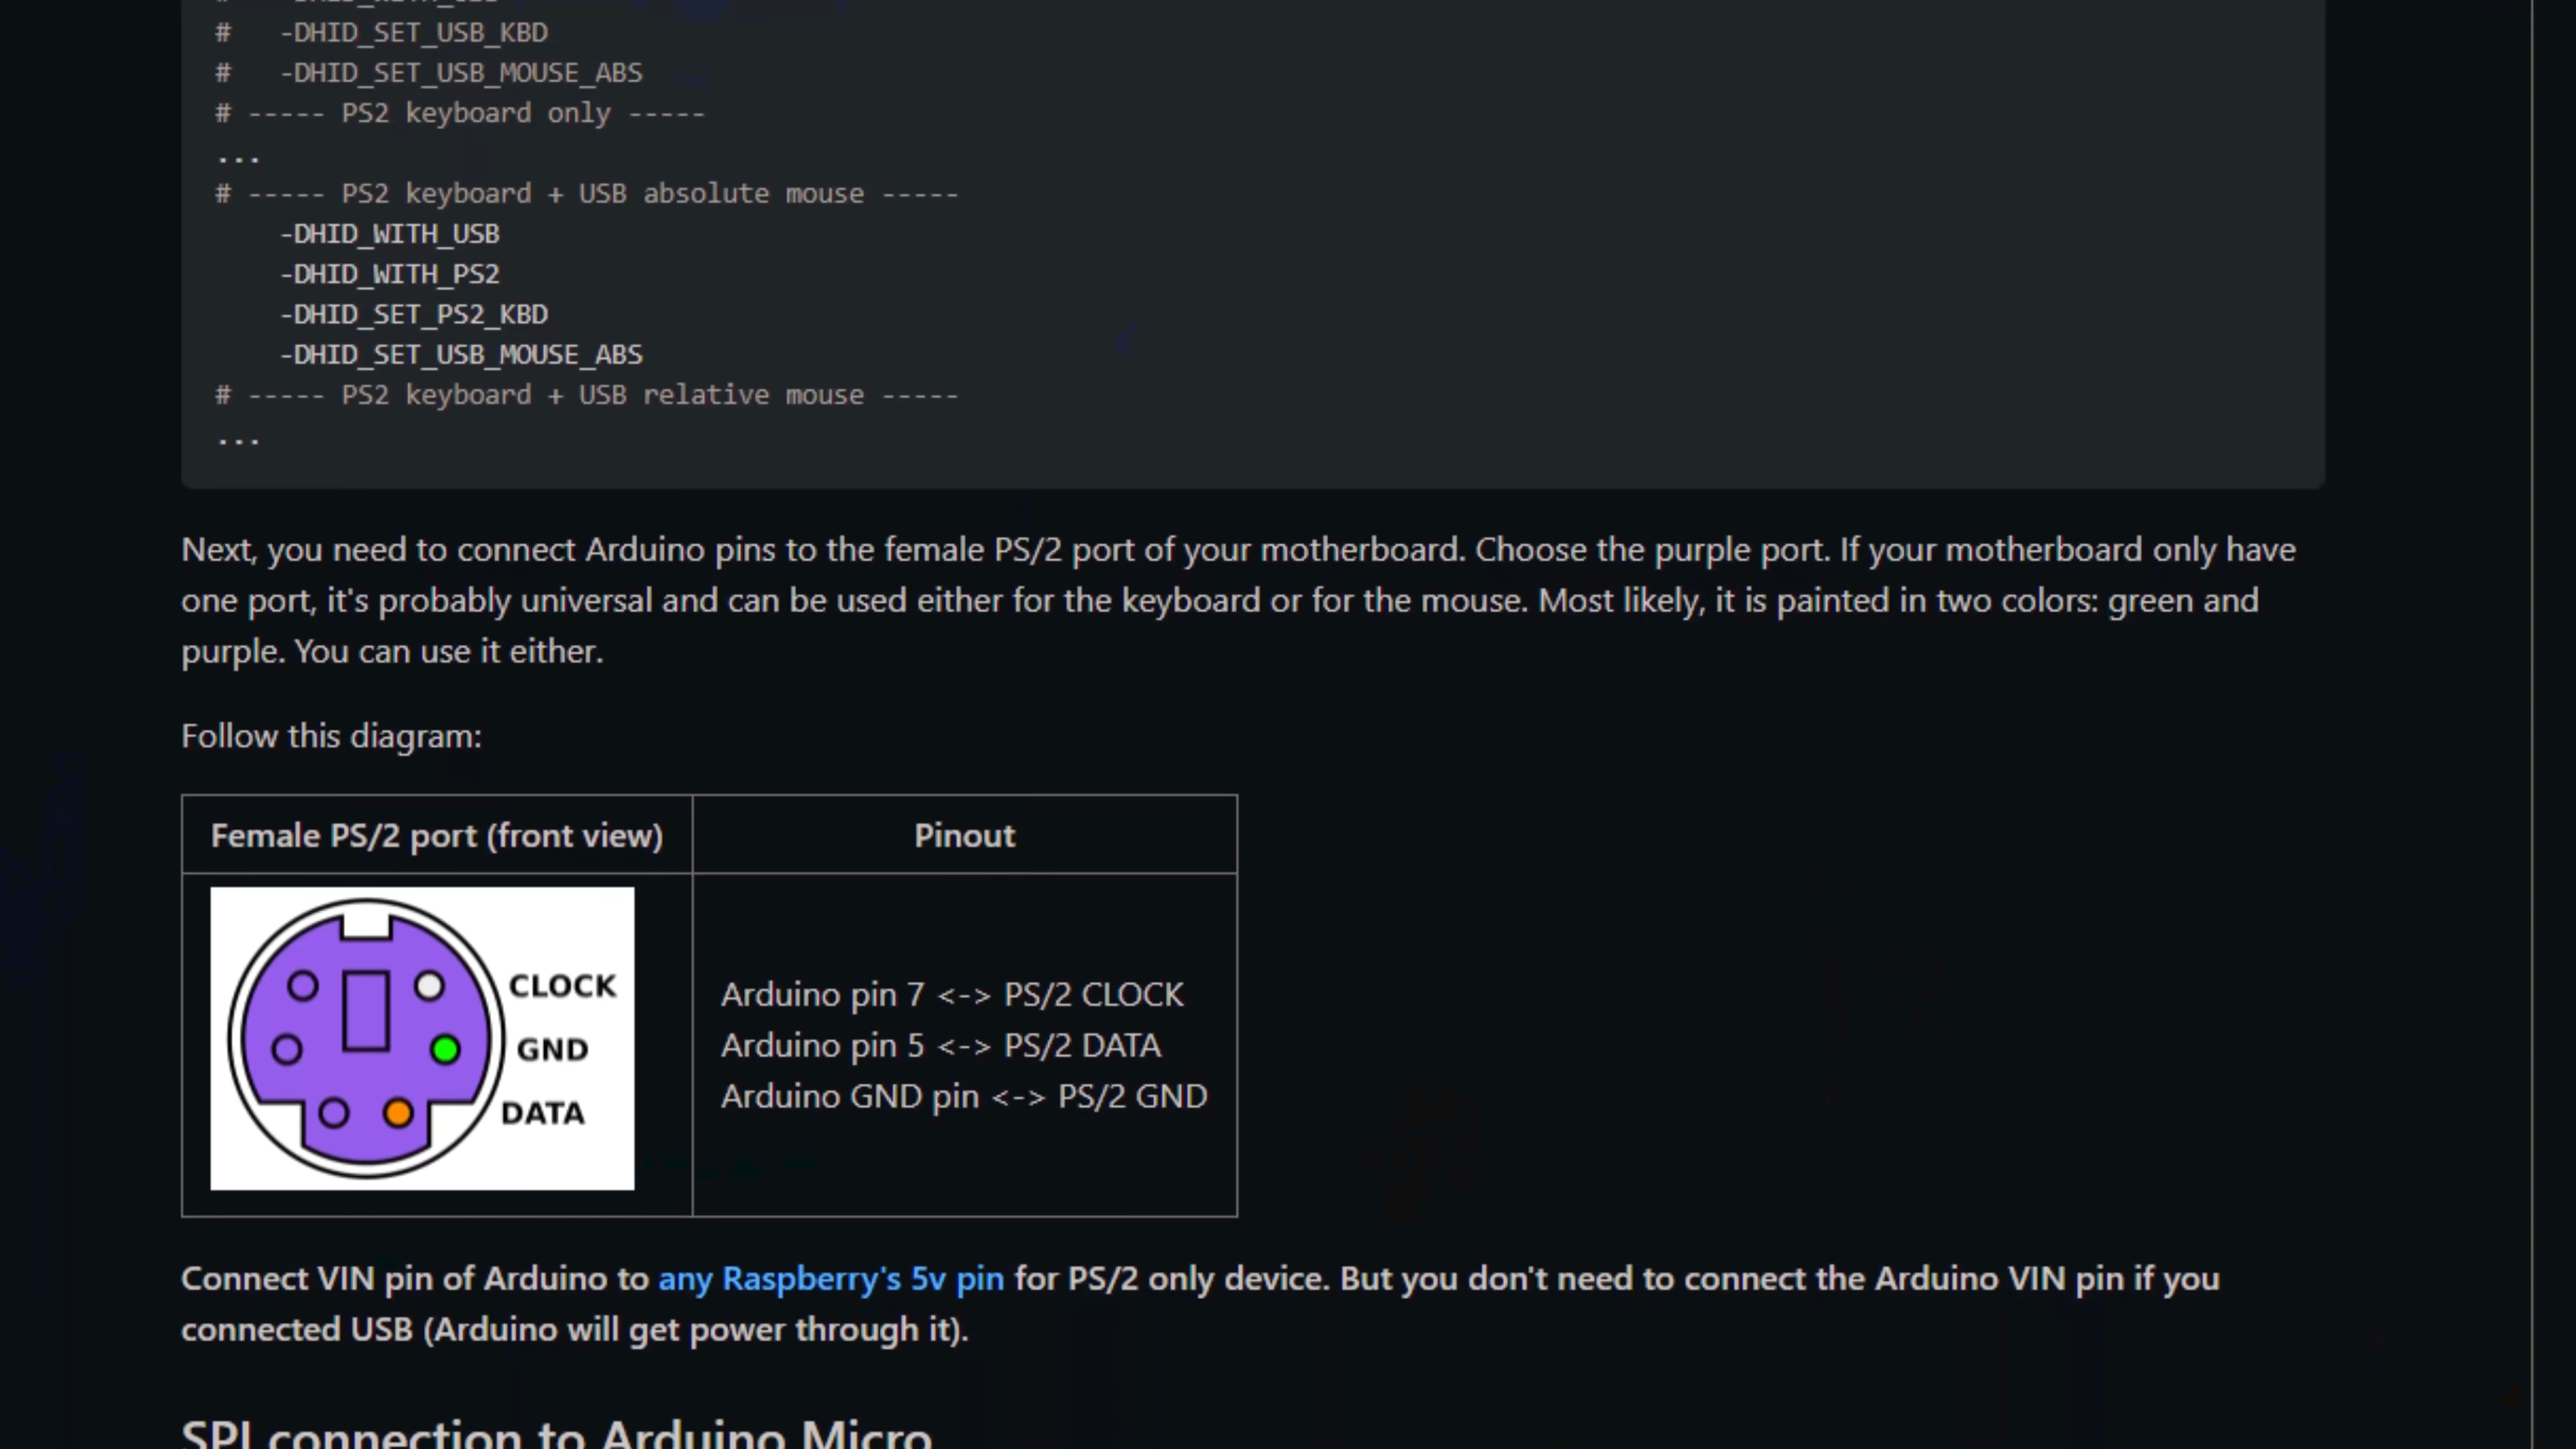 #   -DHID_SET_USB_KBD
#   -DHID_SET_USB_MOUSE_ABS
# ----- PS2 keyboard only -----
...
# ----- PS2 keyboard + USB absolute mouse -----
    -DHID_WITH_USB
    -DHID_WITH_PS2
    -DHID_SET_PS2_KBD
    -DHID_SET_USB_MOUSE_ABS
# ----- PS2 keyboard + USB relative mouse -----
...
Next, you need to connect Arduino pins to the female PS/2 port of your motherboard. Choose the purple port. If your motherboard only have
one port, it's probably universal and can be used either for the keyboard or for the mouse. Most likely, it is painted in two colors: green and
purple. You can use it either.
Follow this diagram:
Female PS/2 port (front view)
Pinout
CLOCK
GND
DATA
Arduino pin 7 <-> PS/2 CLOCK
Arduino pin 5 <-> PS/2 DATA
Arduino GND pin <-> PS/2 GND
Connect VIN pin of Arduino to any Raspberry's 5v pin for PS/2 only device. But you don't need to connect the Arduino VIN pin if you
connected USB (Arduino will get power through it).
SPI connection to Arduino Micro